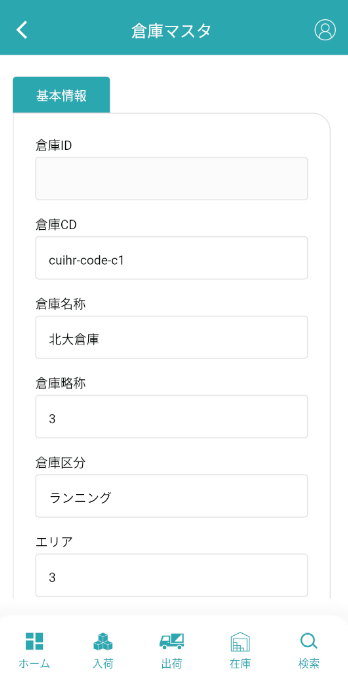 倉庫マスタ
基本情報
倉庫ID
倉庫CD
cuihr-code-c1
倉庫名称
北大倉庫
倉庫略称
3
倉庫区分
ランニング
エリア
3
ホーム
入荷
出荷
在庫
検索